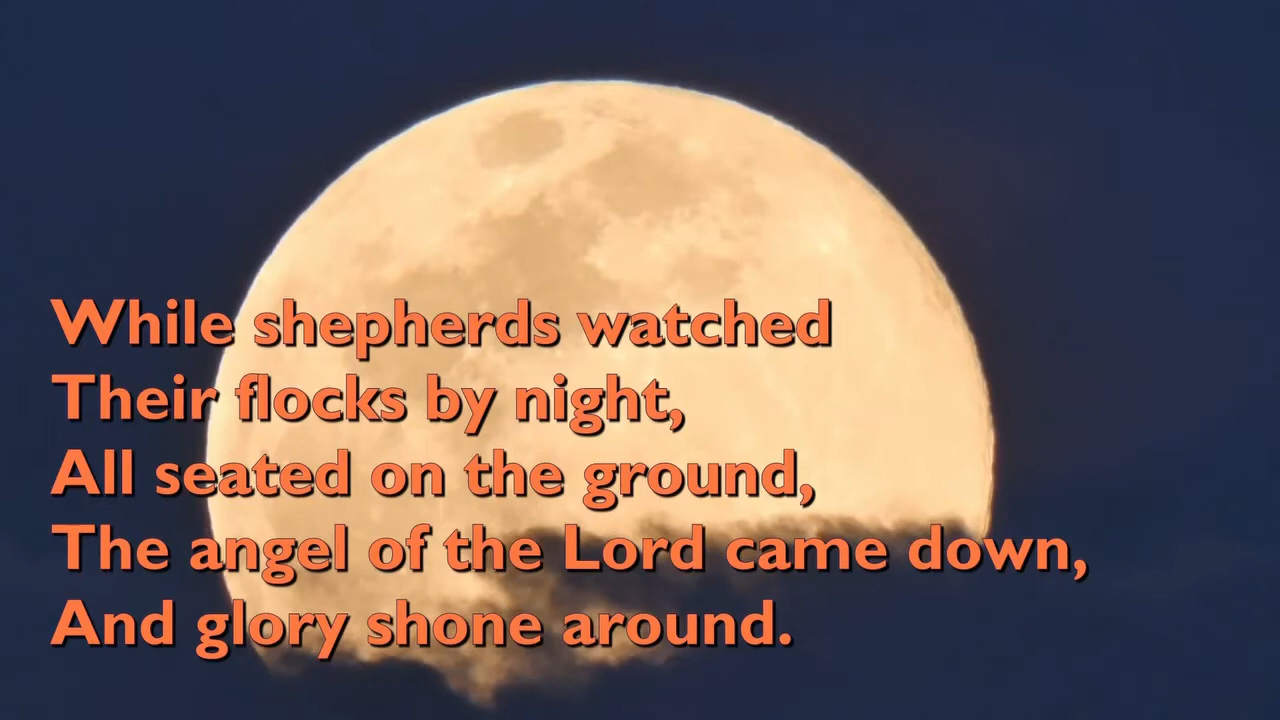 While shepherds watched
Their flocks by night,
All seated on the ground,
The angel of the Lord came down,
And glory shone around.